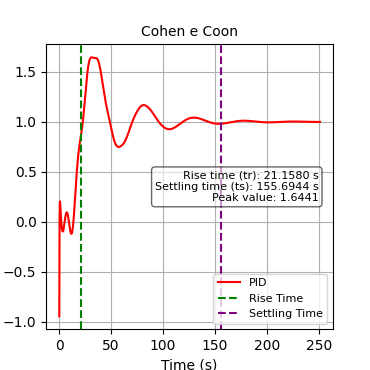 Cohen e Coon
1.5
1.0
0.5
0.0
−0.5
−1.0
Rise time (tr): 21.1580 s
Settling time (ts): 155.6944 s
Peak value: 1.6441
PID
Rise Time
Settling Time
0 50 100 150 200 250
Time (s)